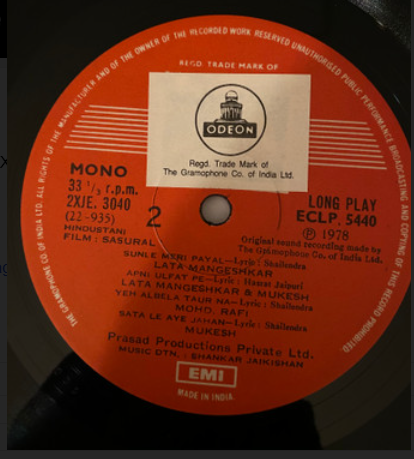 THE GRAMOPHONE CO. OF INDIA LTD. ALL RIGHTS OF THE MANUFACTURER AND OF THE OWNER OF THE RECORDED WORK RESERVED UNAUTHORISED PUBLIC PERFORMANCE BROADCASTING AND COPYING OF THIS RECORD PROHIBITED
REGD. TRADE MARK OF
ODEON
Regd. Trade Mark of
The Gramophone Co. of India Ltd.
MONO
33 1/3 r.p.m.
2XJE. 3040
(22-935)
2
LONG PLAY
ECLP. 5440
℗ 1978
Original sound recording made by
The Gramophone Co. of India Ltd.
HINDUSTANI
FILM : SASURAL
SUNLE MERI PAYAL—Lyric : Shailendra
LATA MANGESHKAR
APNI ULFAT PE—Lyric : Hasrat Jaipuri
LATA MANGESHKAR & MUKESH
YEH ALBELA TAUR NA—Lyric : Shailendra
MOHD. RAFI
SATA LE AYE JAHAN—Lyric : Shailendra
MUKESH
Prasad Productions Private Ltd.
MUSIC DTN. : SHANKAR JAIKISHAN
EMI
MADE IN INDIA